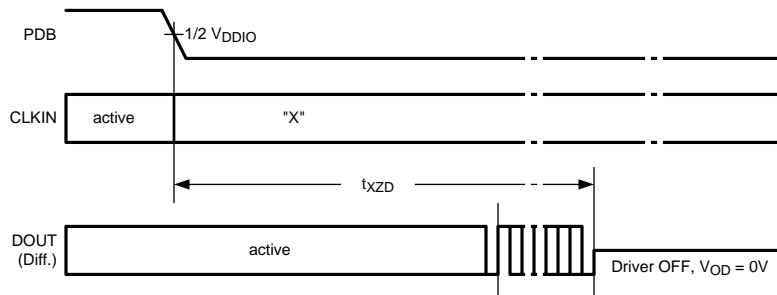 PDB
1/2 VDDIO
CLKIN
active
"X"
tXZD
DOUT
(Diff.)
active
Driver OFF, VOD = 0V